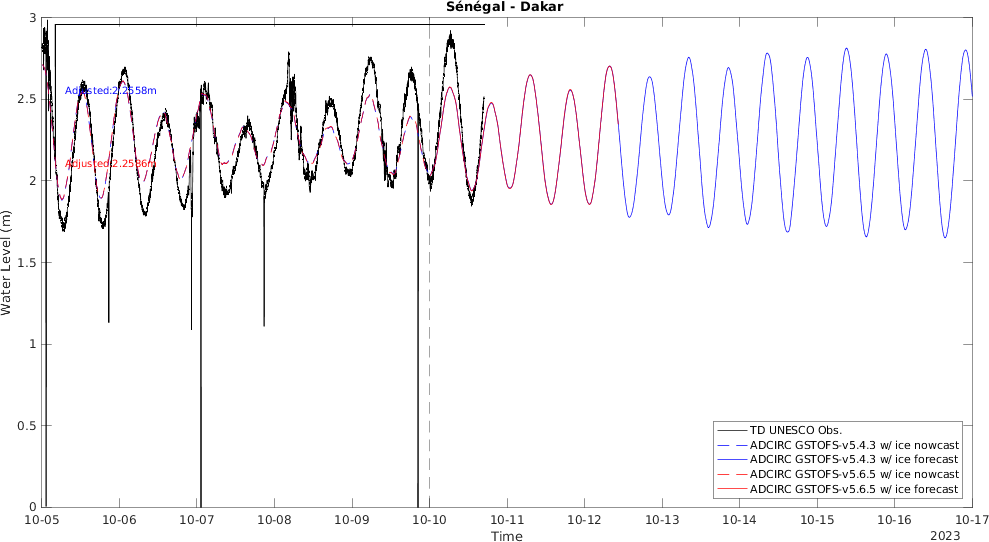 Sénégal - Dakar
3
2.5
2
1.5
1
0.5
0
Water Level (m)
Adjusted:2.2558m
Adjusted:2.2586m
TD UNESCO Obs.
ADCIRC GSTOFS-v5.4.3 w/ ice nowcast
ADCIRC GSTOFS-v5.4.3 w/ ice forecast
ADCIRC GSTOFS-v5.6.5 w/ ice nowcast
ADCIRC GSTOFS-v5.6.5 w/ ice forecast
10-05 10-06 10-07 10-08 10-09 10-10 10-11 10-12 10-13 10-14 10-15 10-16 10-17
Time
2023